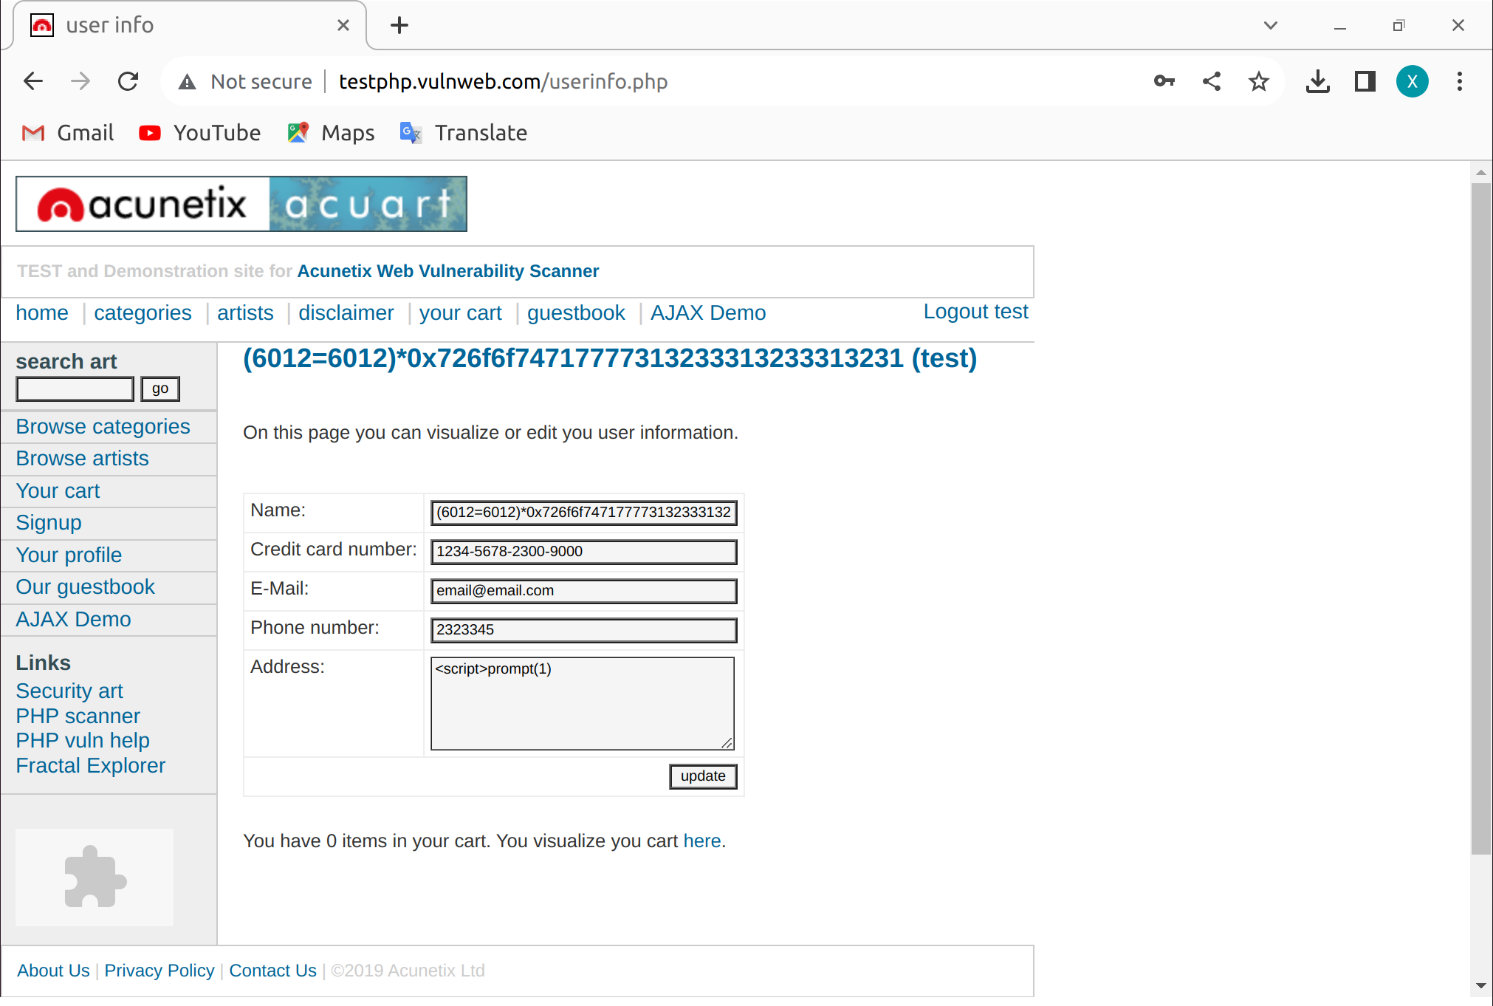 user info
Not secure | testphp.vulnweb.com/userinfo.php
X
Gmail YouTube Maps Translate
acunetix acuart
TEST and Demonstration site for Acunetix Web Vulnerability Scanner
home | categories | artists | disclaimer | your cart | guestbook | AJAX Demo
Logout test
search art
go
Browse categories
Browse artists
Your cart
Signup
Your profile
Our guestbook
AJAX Demo
Links
Security art
PHP scanner
PHP vuln help
Fractal Explorer
(6012=6012)*0x726f6f74717777313233313233313231 (test)
On this page you can visualize or edit you user information.
Name: (6012=6012)*0x726f6f747177773132333132
Credit card number: 1234-5678-2300-9000
E-Mail: email@email.com
Phone number: 2323345
Address: <script>prompt(1)
update
You have 0 items in your cart. You visualize you cart here.
About Us | Privacy Policy | Contact Us | ©2019 Acunetix Ltd